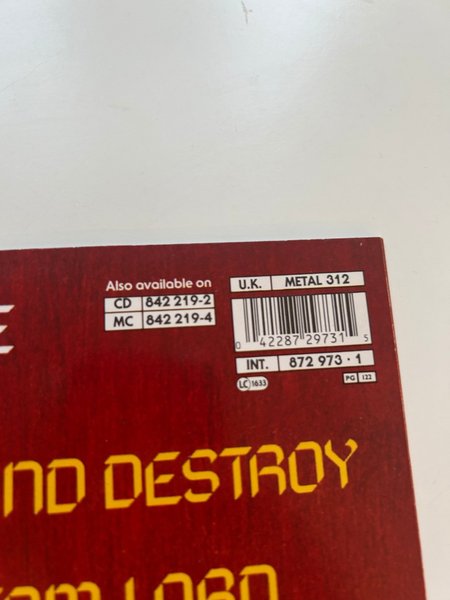 Also available on
CD 842 219-2
MC 842 219-4
U.K. METAL 312
0 42287 29731 5
INT. 872 973 · 1
LC 1633
PG 122
E
ND DESTROY